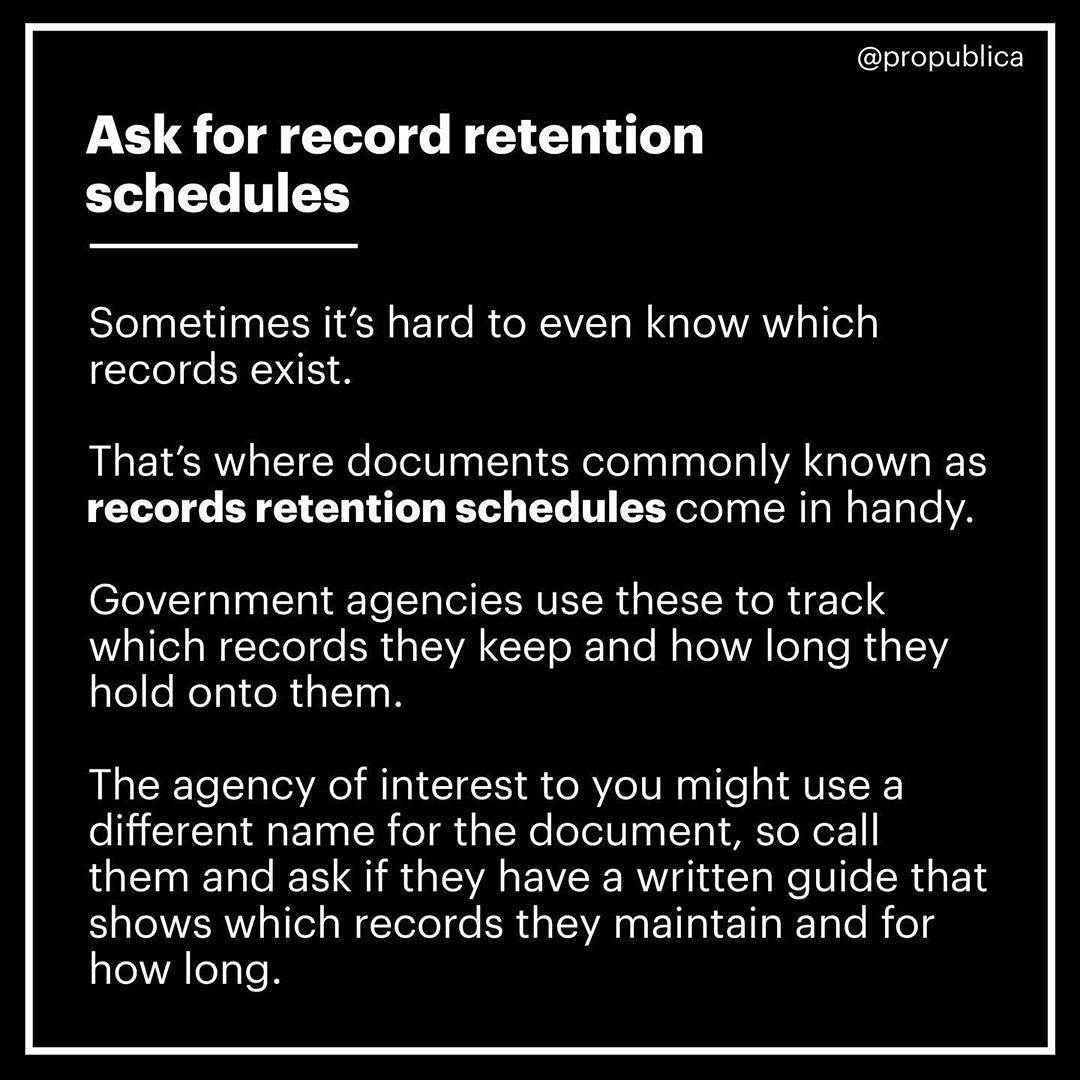 @propublica
Ask for record retention
schedules
Sometimes it’s hard to even know which
records exist.
That’s where documents commonly known as
records retention schedules come in handy.
Government agencies use these to track
which records they keep and how long they
hold onto them.
The agency of interest to you might use a
different name for the document, so call
them and ask if they have a written guide that
shows which records they maintain and for
how long.